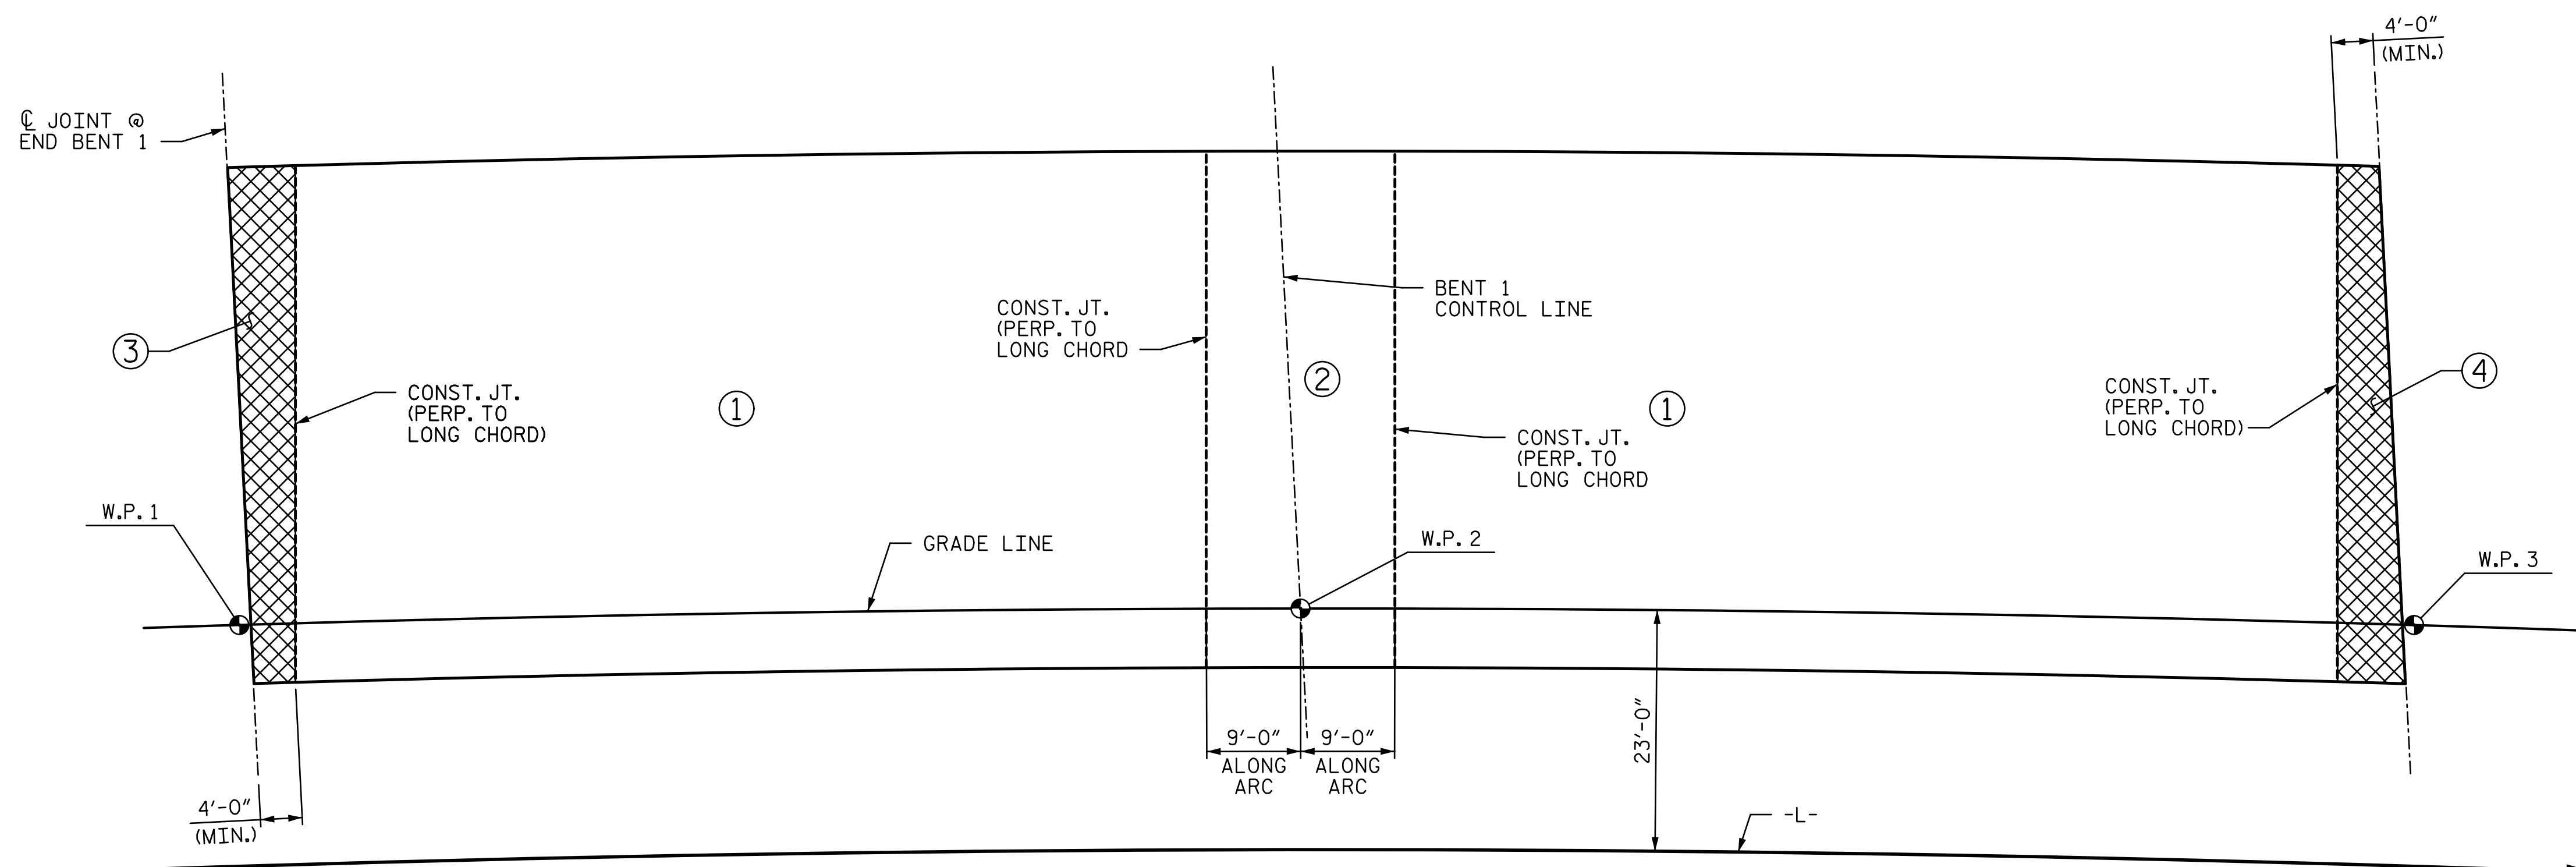 4'-0"
(MIN.)
℄ JOINT @
END BENT 1
BENT 1
CONTROL LINE
CONST. JT.
(PERP. TO
LONG CHORD
3
2
4
CONST. JT.
(PERP. TO
LONG CHORD)
1
1
CONST. JT.
(PERP. TO
LONG CHORD)
CONST. JT.
(PERP. TO
LONG CHORD
W.P. 1
GRADE LINE
W.P. 2
W.P. 3
23'-0"
9'-0"
ALONG
ARC
9'-0"
ALONG
ARC
4'-0"
(MIN.)
-L-